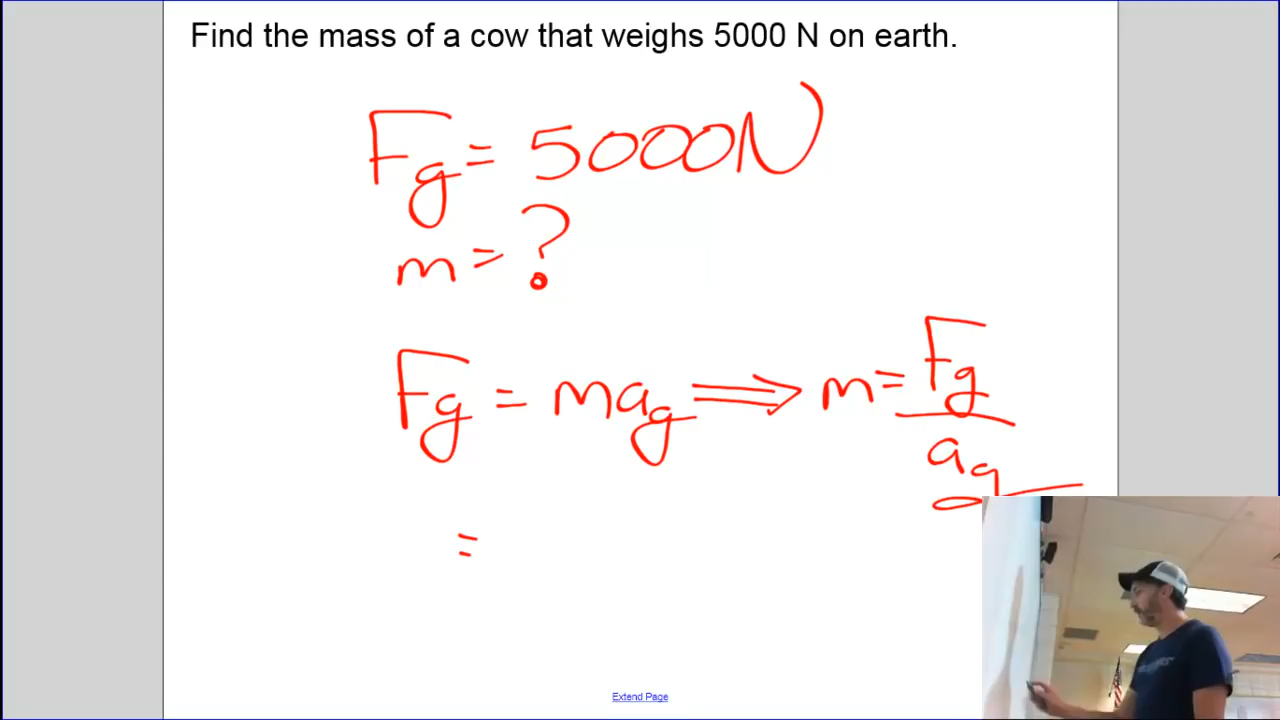 Find the mass of a cow that weighs 5000 N on earth.
Fg = 5000N
m = ?
Fg = mag ⟹ m = Fg
ag
=
Extend Page